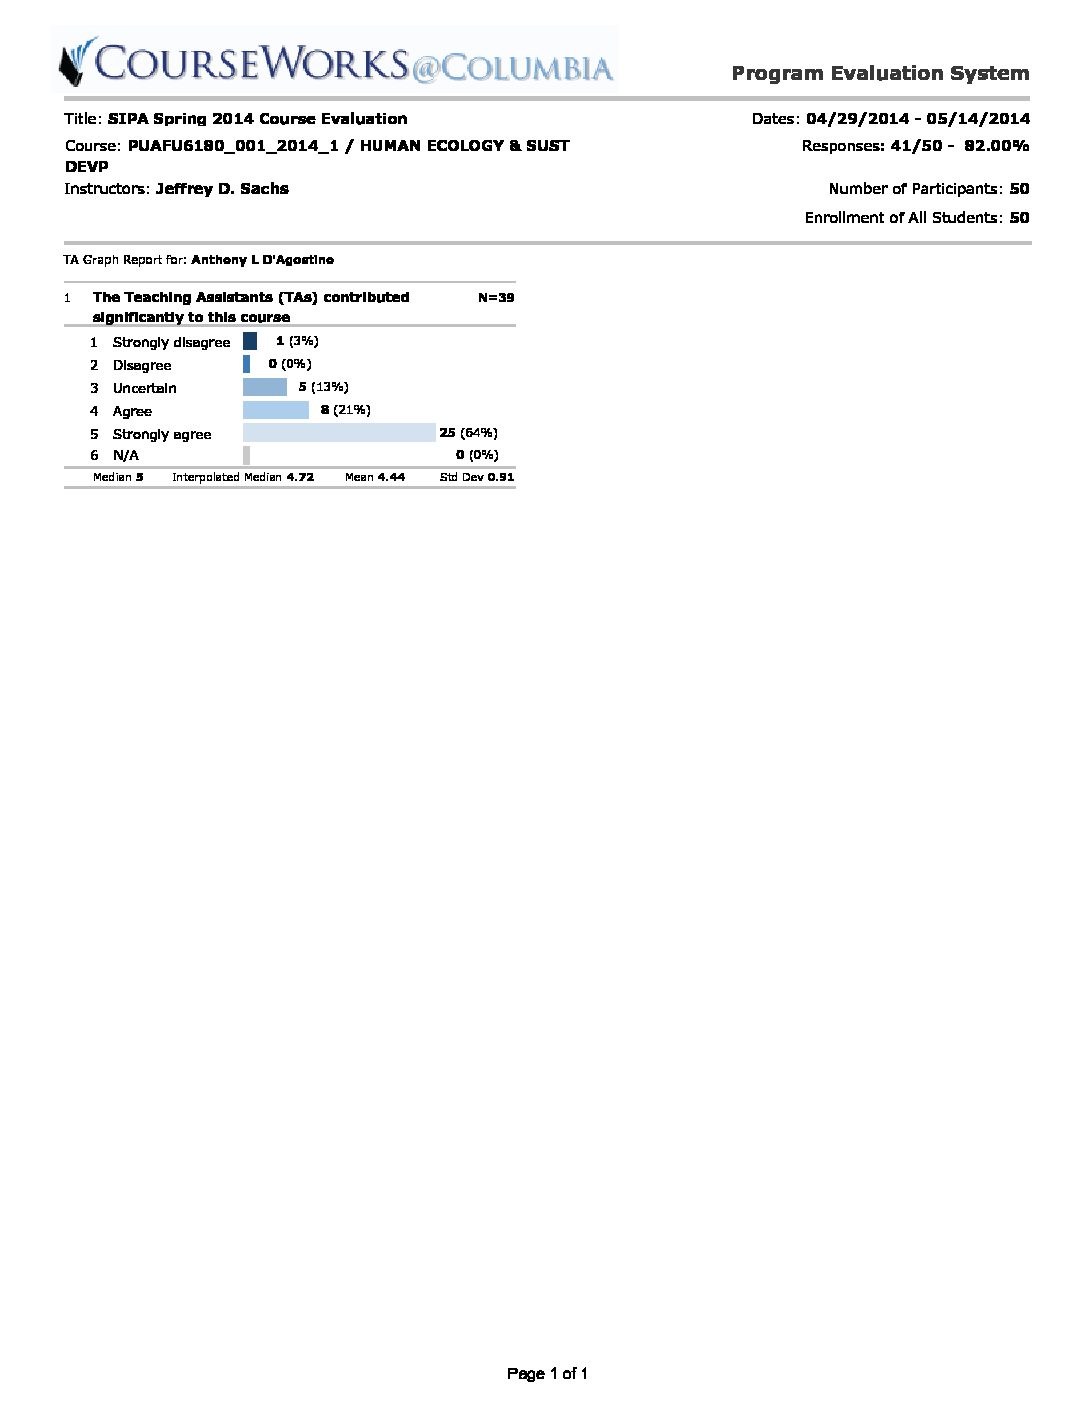 COURSEWORKS@COLUMBIA
Program Evaluation System
Title: SIPA Spring 2014 Course Evaluation
Dates: 04/29/2014 - 05/14/2014
Course: PUAFU6180_001_2014_1 / HUMAN ECOLOGY & SUST
DEVP
Responses: 41/50 - 82.00%
Instructors: Jeffrey D. Sachs
Number of Participants: 50
Enrollment of All Students: 50
TA Graph Report for: Anthony L D'Agostino
1 The Teaching Assistants (TAs) contributed N=39
significantly to this course
1 Strongly disagree 1 (3%)
2 Disagree 0 (0%)
3 Uncertain 5 (13%)
4 Agree 8 (21%)
5 Strongly agree 25 (64%)
6 N/A 0 (0%)
Median 5 Interpolated Median 4.72 Mean 4.44 Std Dev 0.91
Page 1 of 1